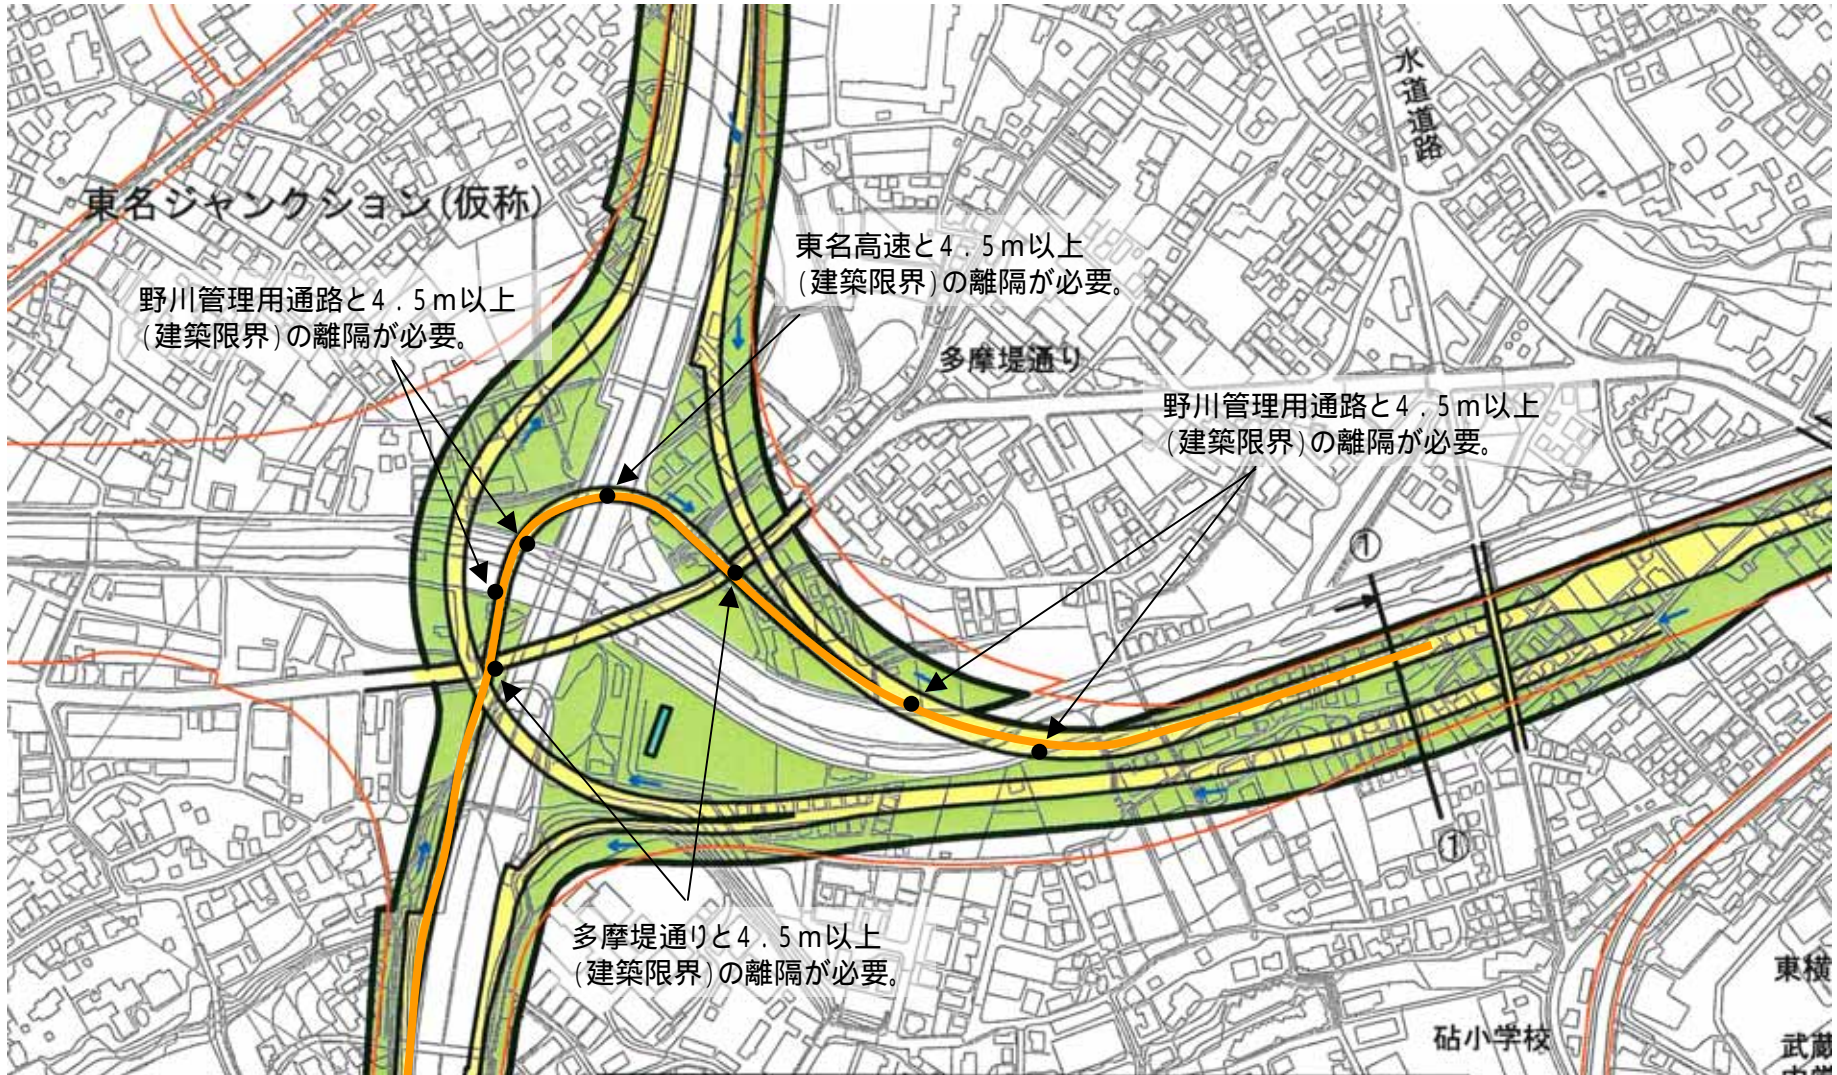 水道道路
東名ジャンクション(仮称)
東名高速と4．5m以上
(建築限界)の離隔が必要。
野川管理用通路と4．5m以上
(建築限界)の離隔が必要。
多摩堤通り
野川管理用通路と4．5m以上
(建築限界)の離隔が必要。
①
①
多摩堤通りと4．5m以上
(建築限界)の離隔が必要。
東横
砧小学校
武蔵